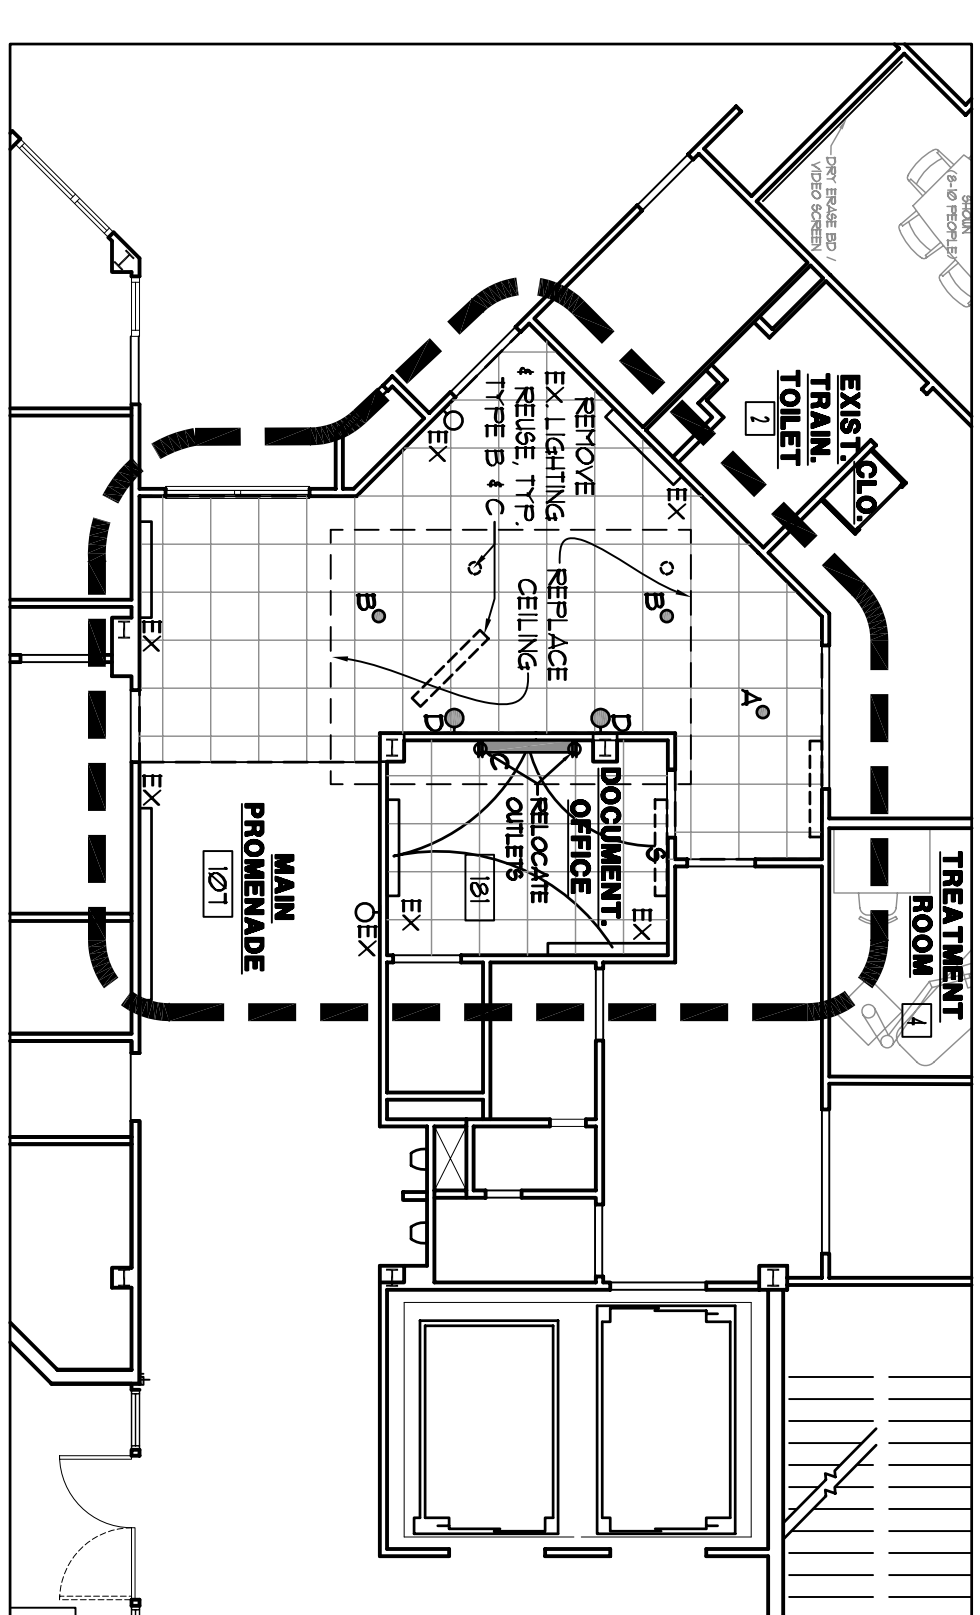 SHOWN
(8-10 PEOPLE)
DRY ERASE BD /
VIDEO SCREEN
EXIST.
TRAIN.
TOILET
2
CLO.
REMOVE
EX. LIGHTING
& REUSE, TYP.
TYPE B & C
EX
EX
REPLACE
CEILING
B
B
A
D
D
EX
EX
C
RELOCATE
OUTLETS
DOCUMENT.
OFFICE
181
S
EX
EX
EX
MAIN
PROMENADE
107
TREATMENT
ROOM
4